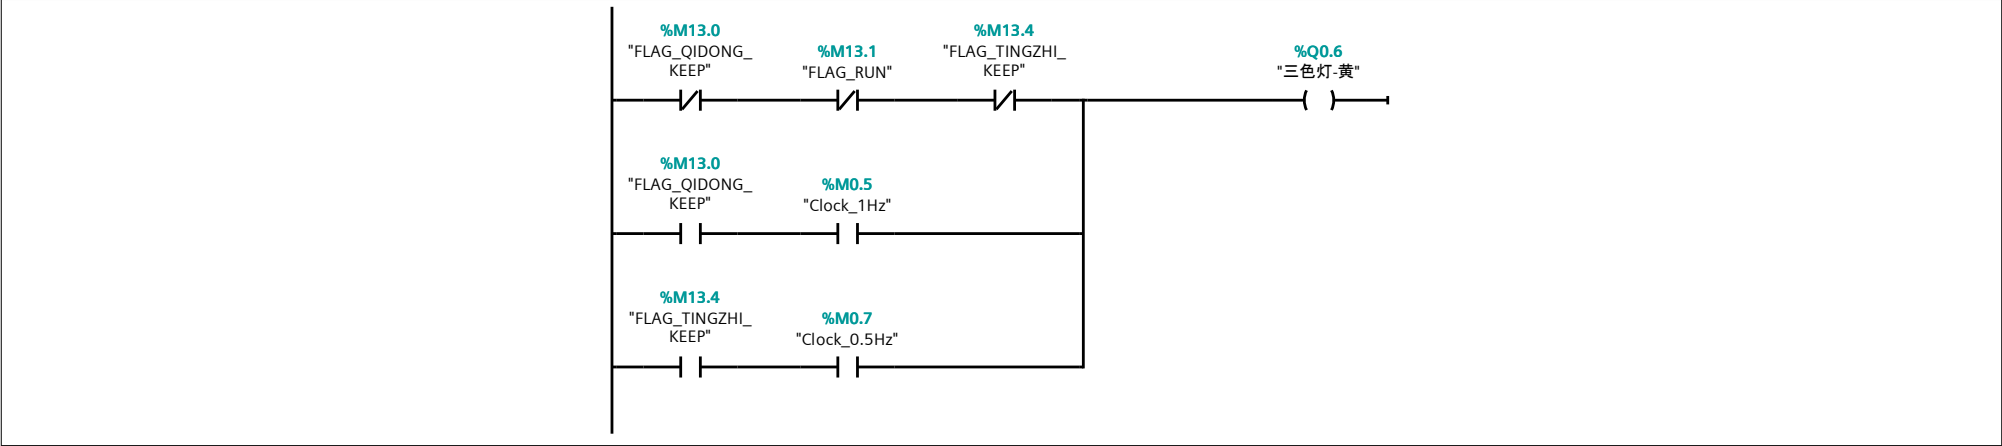 %M13.0
"FLAG_QIDONG_
KEEP"
%M13.1
"FLAG_RUN"
%M13.4
"FLAG_TINGZHI_
KEEP"
%Q0.6
"三色灯-黄"
%M13.0
"FLAG_QIDONG_
KEEP"
%M0.5
"Clock_1Hz"
%M13.4
"FLAG_TINGZHI_
KEEP"
%M0.7
"Clock_0.5Hz"